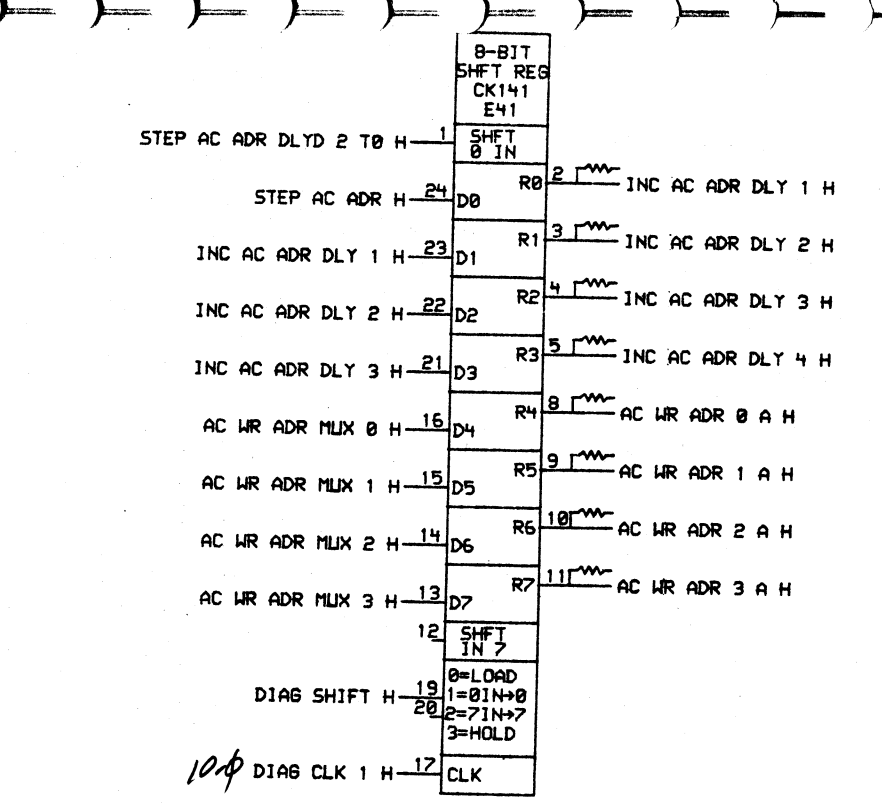 8-BIT
SHFT REG
CK141
E41
STEP AC ADR DLYD 2 T0 H 1 SHFT 0 IN
STEP AC ADR H 24 D0 R0 2 INC AC ADR DLY 1 H
INC AC ADR DLY 1 H 23 D1 R1 3 INC AC ADR DLY 2 H
INC AC ADR DLY 2 H 22 D2 R2 4 INC AC ADR DLY 3 H
INC AC ADR DLY 3 H 21 D3 R3 5 INC AC ADR DLY 4 H
AC WR ADR MUX 0 H 16 D4 R4 8 AC WR ADR 0 A H
AC WR ADR MUX 1 H 15 D5 R5 9 AC WR ADR 1 A H
AC WR ADR MUX 2 H 14 D6 R6 10 AC WR ADR 2 A H
AC WR ADR MUX 3 H 13 D7 R7 11 AC WR ADR 3 A H
12 SHFT IN 7
0=LOAD
DIAG SHIFT H 19 1=0IN→0
20 2=7IN→7
3=HOLD
DIAG CLK 1 H 17 CLK